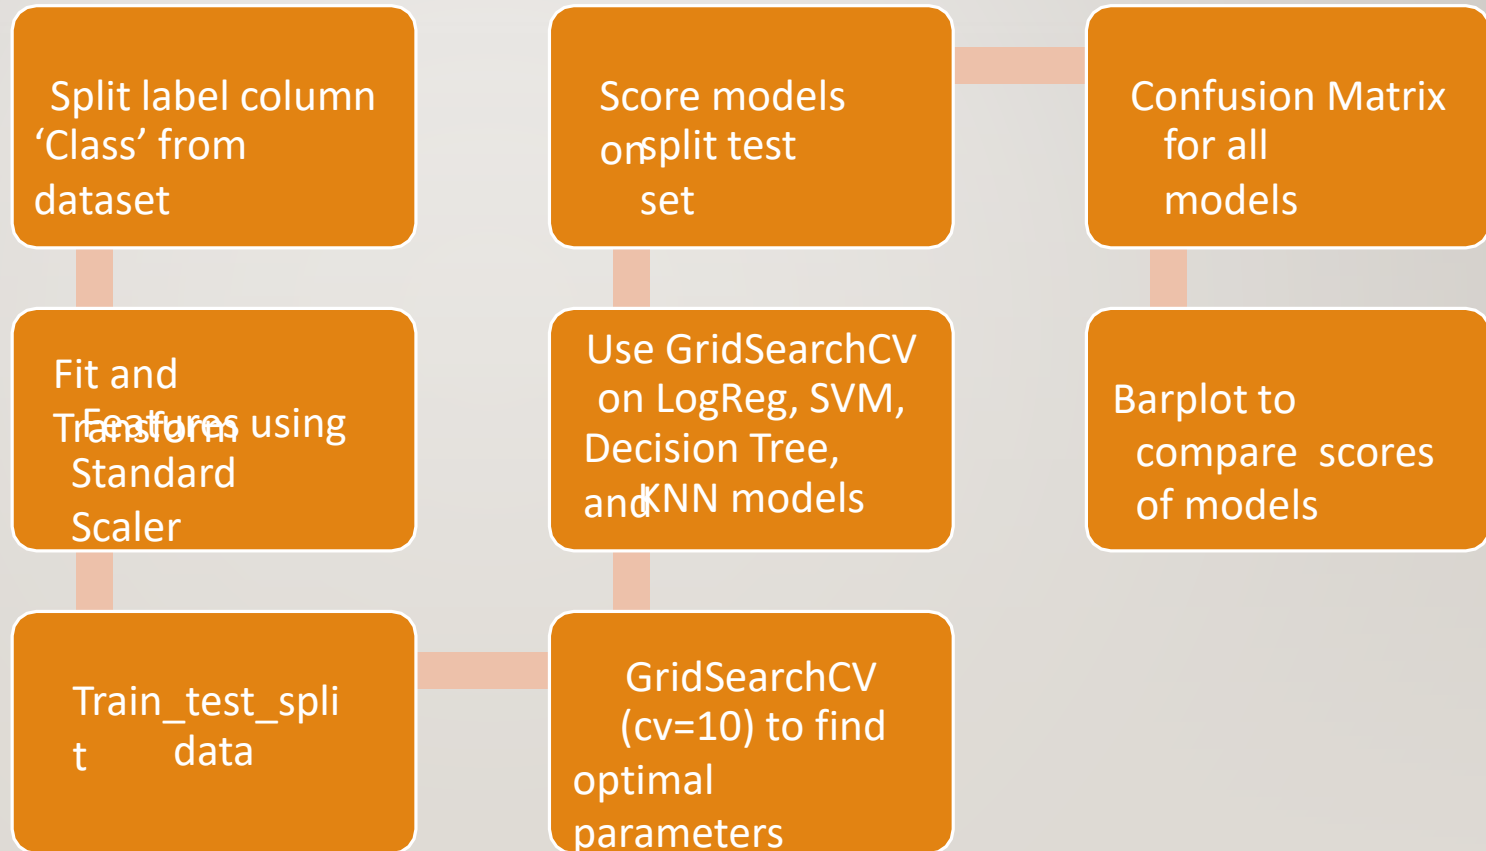 Split label column
‘Class’ from
dataset
Fit and
Transform
Features using
Standard
Scaler
Train_test_spli
t data
GridSearchCV
(cv=10) to find
optimal
parameters
Use GridSearchCV
on LogReg, SVM,
Decision Tree,
and KNN models
Score models
on split test
set
Confusion Matrix
for all
models
Barplot to
compare scores
of models